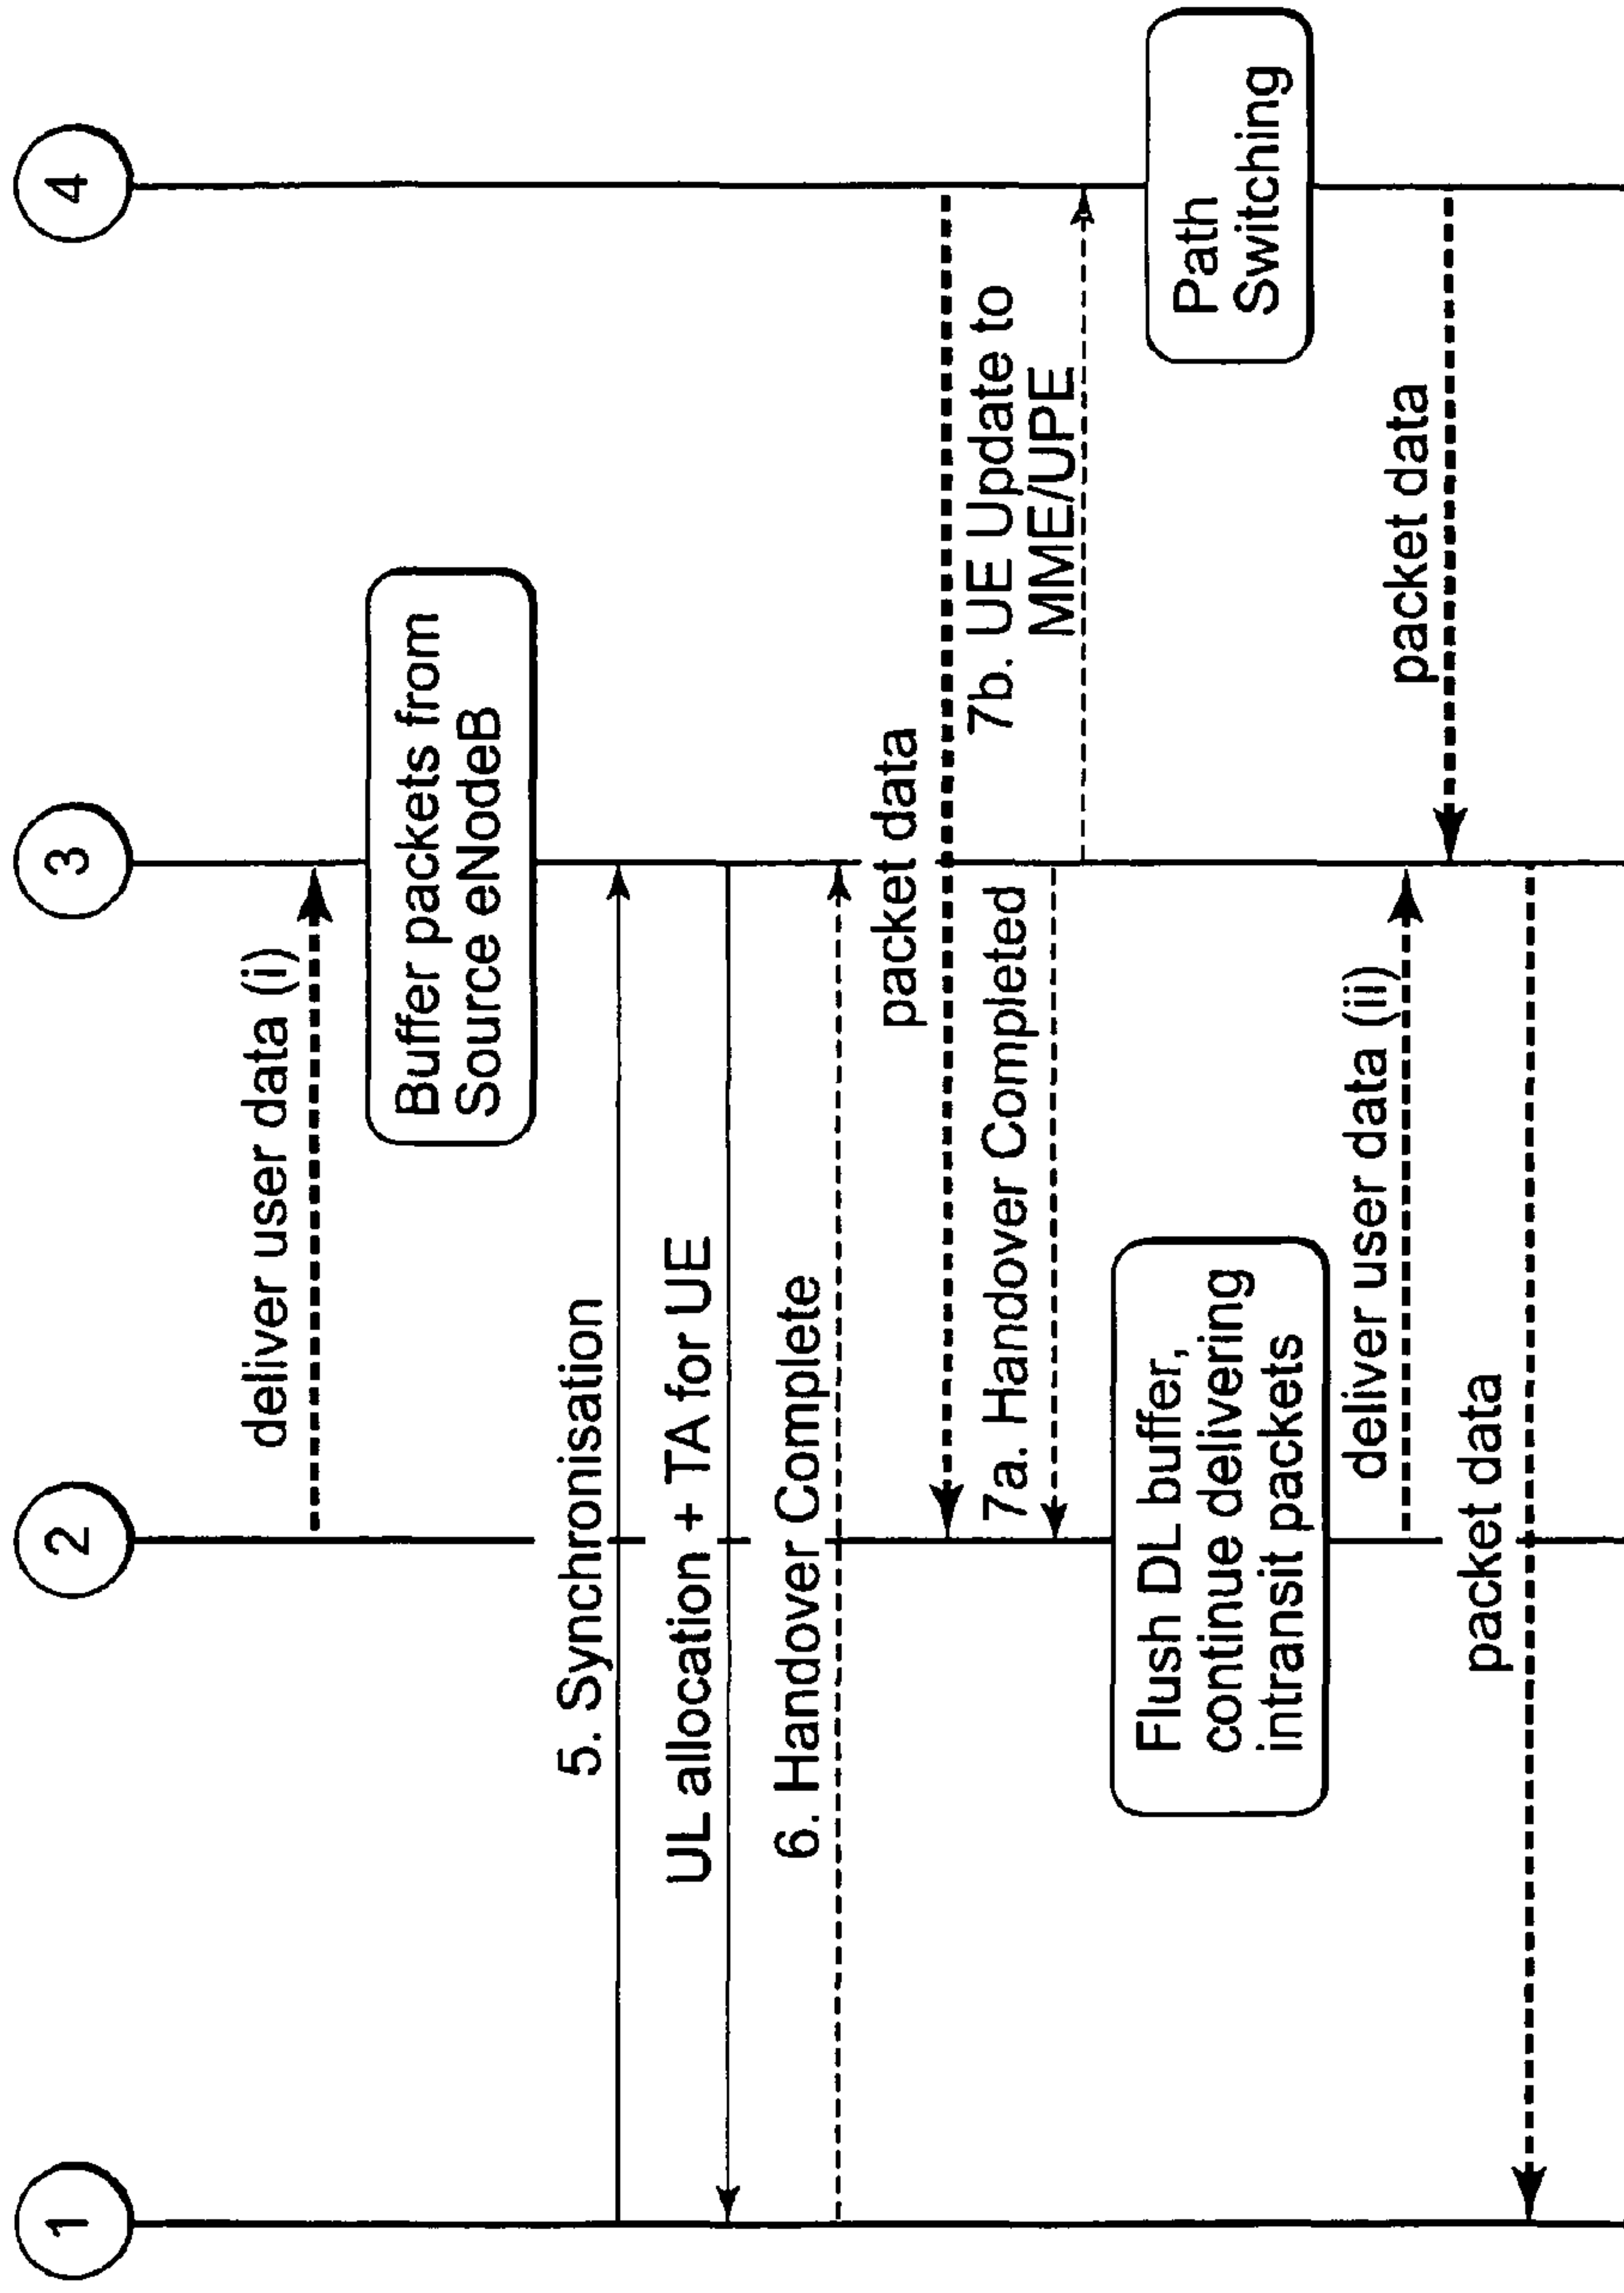 1
2
3
4
deliver user data (i)
Buffer packets from
Source eNodeB
5. Synchronisation
UL allocation + TA for UE
6. Handover Complete
packet data
7a. Handover Completed
7b. UE Update to
MME/UPE
Flush DL buffer,
continue delivering
intransit packets
Path
Switching
deliver user data (ii)
packet data
packet data